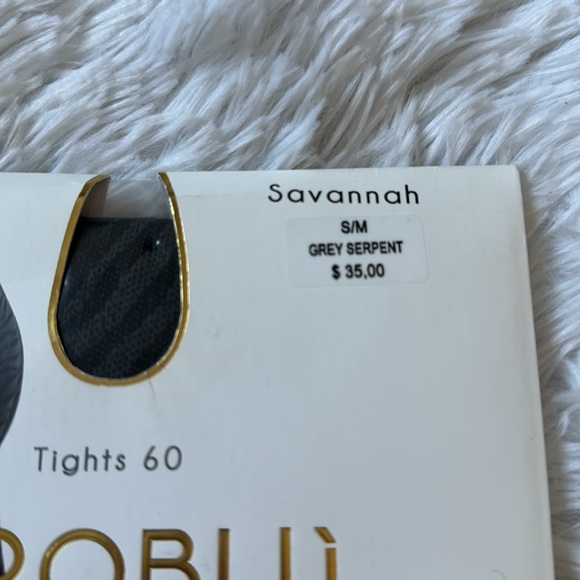 Savannah
S/M
GREY SERPENT
$ 35,00
Tights 60